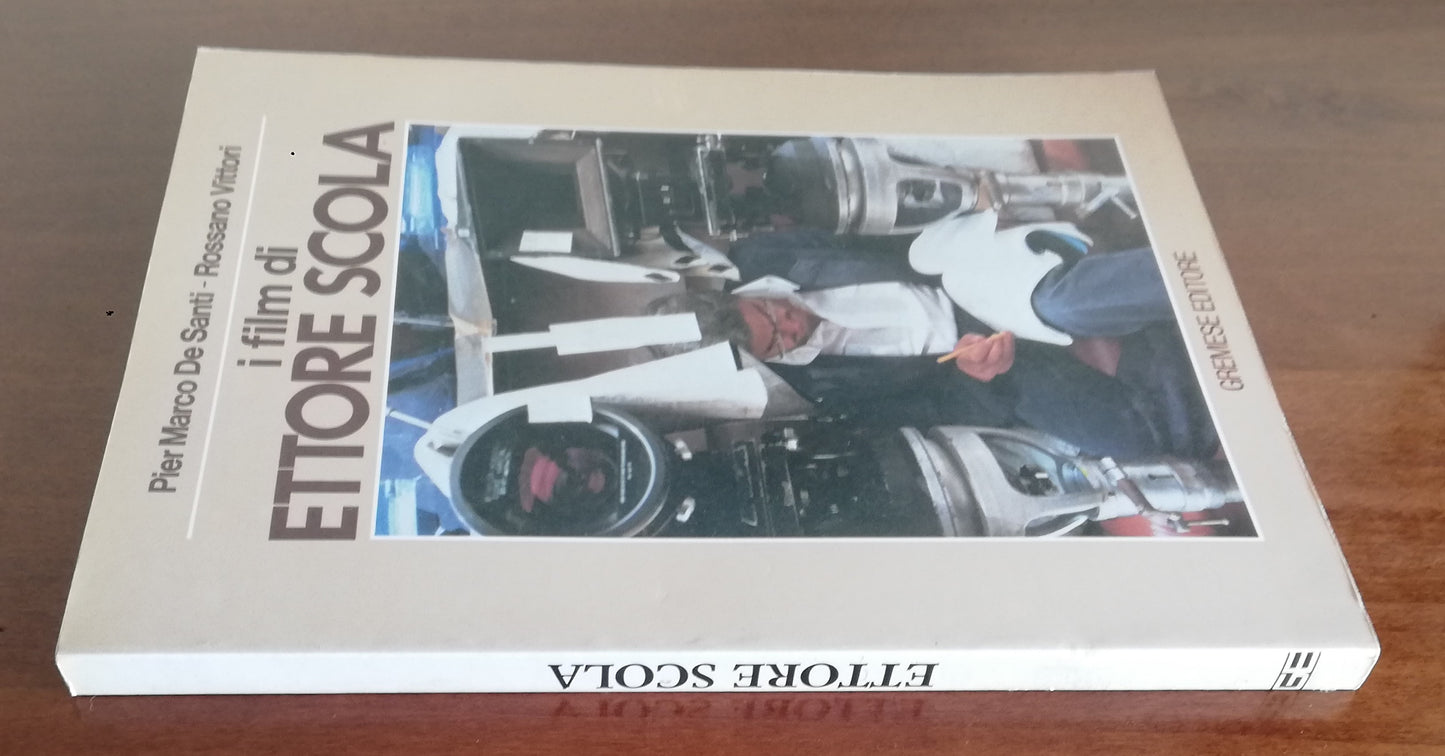 Pier Marco De Santi - Rossano Vittori
i film di
ETTORE SCOLA
GREMESE EDITORE
ETTORE SCOLA